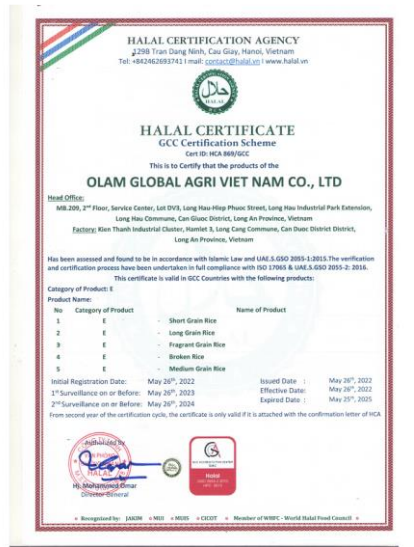 HALAL CERTIFICATION AGENCY
129B Tran Dang Ninh, Cau Giay, Hanoi, Vietnam
Tel: +842462693741 I mail: contact@halal.vn I www.halal.vn
HALAL
HALAL CERTIFICATE
GCC Certification Scheme
Cert ID: HCA 869/GCC
This is to Certify that the products of the
OLAM GLOBAL AGRI VIET NAM CO., LTD
Head Office:
MB.209, 2nd Floor, Service Center, Lot DV3, Long Hau-Hiep Phuoc Street, Long Hau Industrial Park Extension,
Long Hau Commune, Can Giuoc District, Long An Province, Vietnam
Factory: Kien Thanh Industrial Cluster, Hamlet 3, Long Cang Commune, Can Duoc District District,
Long An Province, Vietnam
Has been assessed and found to be in accordance with Islamic Law and UAE.S.GSO 2055-1:2015.The verification
and certification process have been undertaken in full compliance with ISO 17065 & UAE.S.GSO 2055-2: 2016.
This certificate is valid in GCC Countries with the following products:
Category of Product: E
Product Name:
No Category of Product Name of Product
1 E - Short Grain Rice
2 E - Long Grain Rice
3 E - Fragrant Grain Rice
4 E - Broken Rice
5 E - Medium Grain Rice
Initial Registration Date: May 26th, 2022 Issued Date : May 26th, 2022
1st Surveillance on or Before: May 26th, 2023 Effective Date: May 26th, 2022
2nd Surveillance on or Before: May 26th, 2024 Expired Date : May 25th, 2025
From second year of the certification cycle, the certificate is only valid if it is attached with the confirmation letter of HCA
Authorized by
VĂN PHÒNG
HALAL
Halal
Hj. Mohammed Omar
Director General
Recognized by: JAKIM MUI MUIS CICOT Member of WHFC - World Halal Food Council